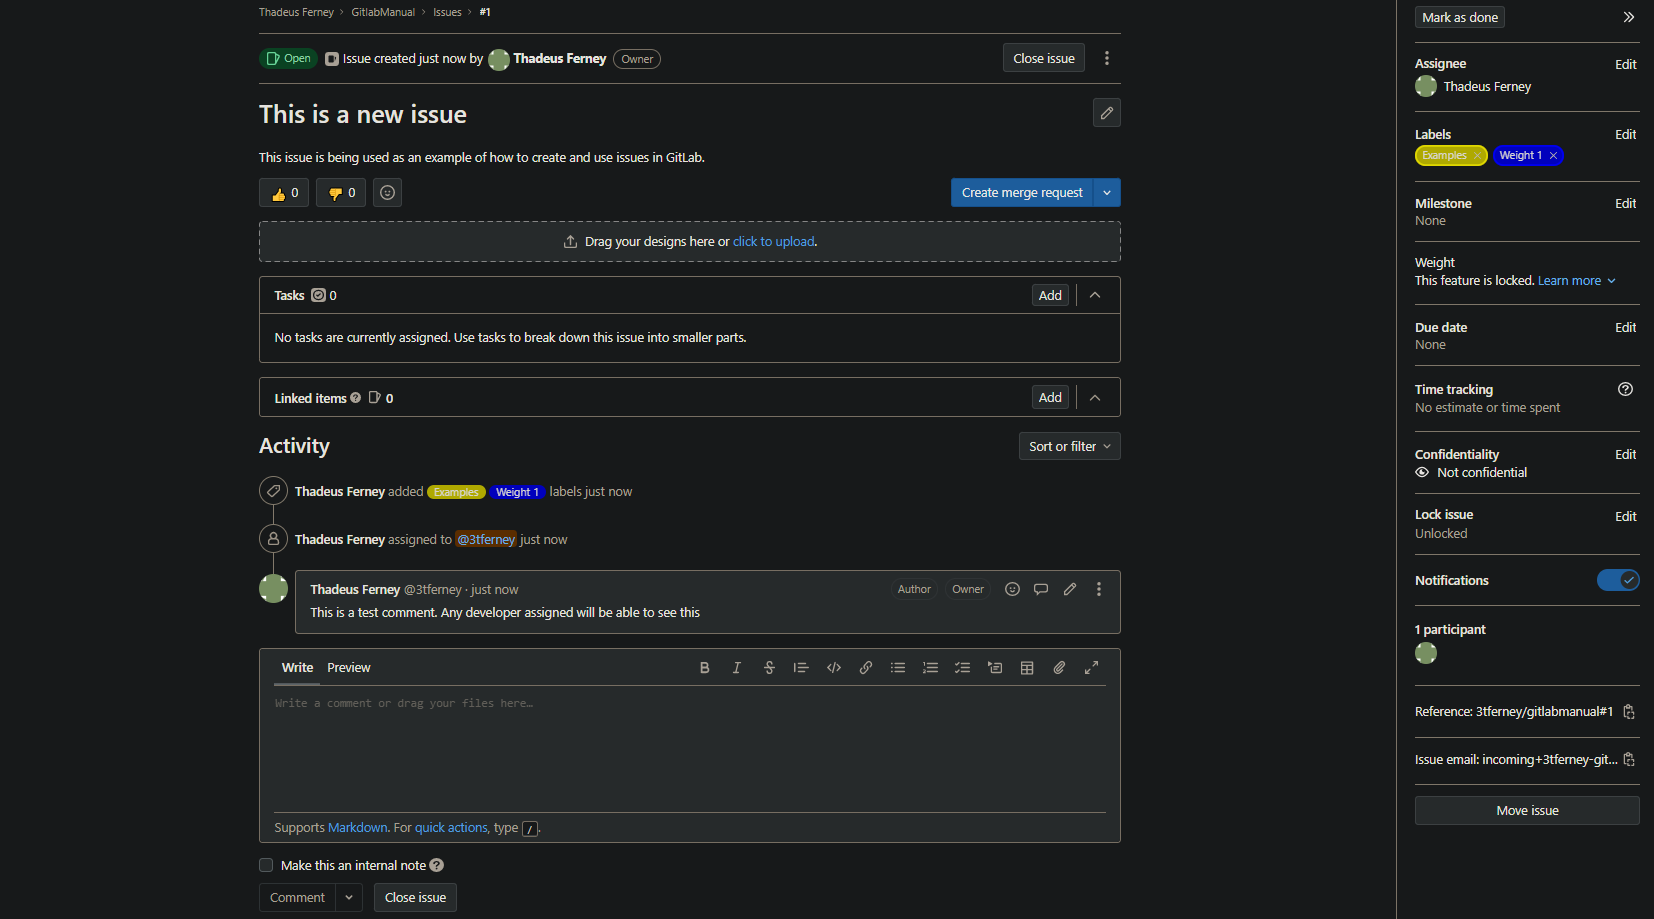 Thadeus Ferney > GitlabManual > Issues > #1
Open Issue created just now by Thadeus Ferney Owner
Close issue
This is a new issue
This issue is being used as an example of how to create and use issues in GitLab.
0 0
Create merge request
Drag your designs here or click to upload.
Tasks 0
Add
No tasks are currently assigned. Use tasks to break down this issue into smaller parts.
Linked items 0
Add
Activity
Sort or filter
Thadeus Ferney added Examples Weight 1 labels just now
Thadeus Ferney assigned to @3tferney just now
Thadeus Ferney @3tferney · just now
Author Owner
This is a test comment. Any developer assigned will be able to see this
Write Preview
Write a comment or drag your files here…
Supports Markdown. For quick actions, type /.
Make this an internal note
Comment
Close issue
Mark as done
Assignee
Edit
Thadeus Ferney
Labels
Edit
Examples Weight 1
Milestone
Edit
None
Weight
This feature is locked. Learn more
Due date
Edit
None
Time tracking
No estimate or time spent
Confidentiality
Edit
Not confidential
Lock issue
Edit
Unlocked
Notifications
1 participant
Reference: 3tferney/gitlabmanual#1
Issue email: incoming+3tferney-git...
Move issue